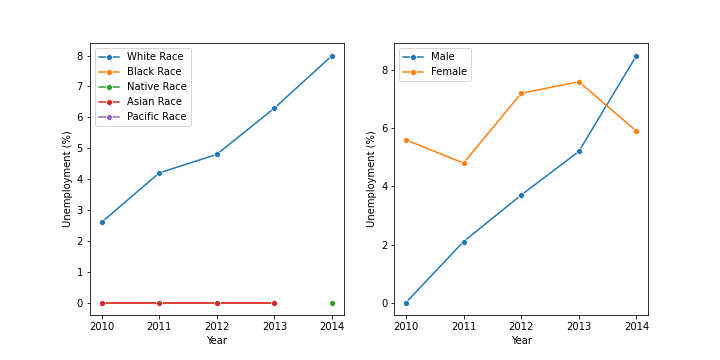 White Race
Black Race
Native Race
Asian Race
Pacific Race
8
7
6
5
4
3
2
1
0
Unemployment (%)
2010 2011 2012 2013 2014
Year
Male
Female
8
6
4
2
0
Unemployment (%)
2010 2011 2012 2013 2014
Year